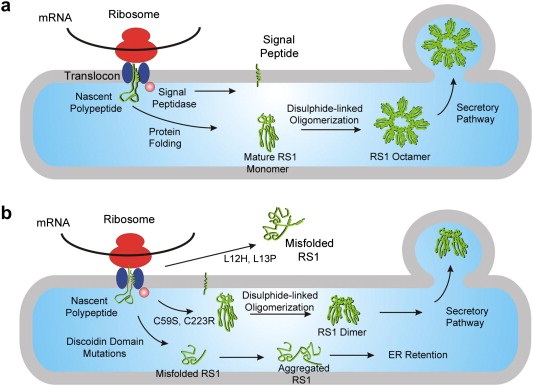 a
mRNA
Ribosome
Translocon
Nascent
Polypeptide
Signal
Peptidase
Signal
Peptide
Protein
Folding
Mature RS1
Monomer
Disulphide-linked
Oligomerization
RS1 Octamer
Secretory
Pathway
b
mRNA
Ribosome
Misfolded
RS1
L12H, L13P
Nascent
Polypeptide
C59S, C223R
Disulphide-linked
Oligomerization
RS1 Dimer
Secretory
Pathway
Discoidin Domain
Mutations
Misfolded RS1
Aggregated
RS1
ER Retention